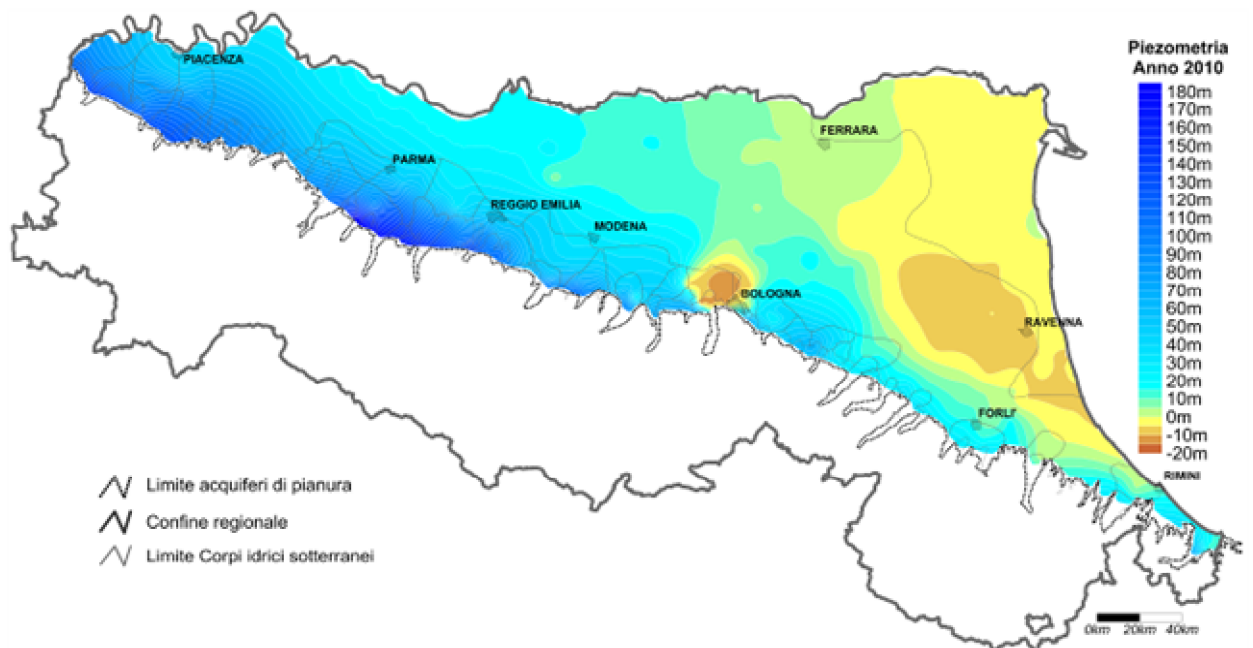 PIACENZA
PARMA
REGGIO EMILIA
MODENA
BOLOGNA
FERRARA
RAVENNA
FORLI'
RIMINI
Piezometria
Anno 2010
180m
170m
160m
150m
140m
130m
120m
110m
100m
90m
80m
70m
60m
50m
40m
30m
20m
10m
0m
-10m
-20m
Limite acquiferi di pianura
Confine regionale
Limite Corpi idrici sotterranei
0km 20km 40km